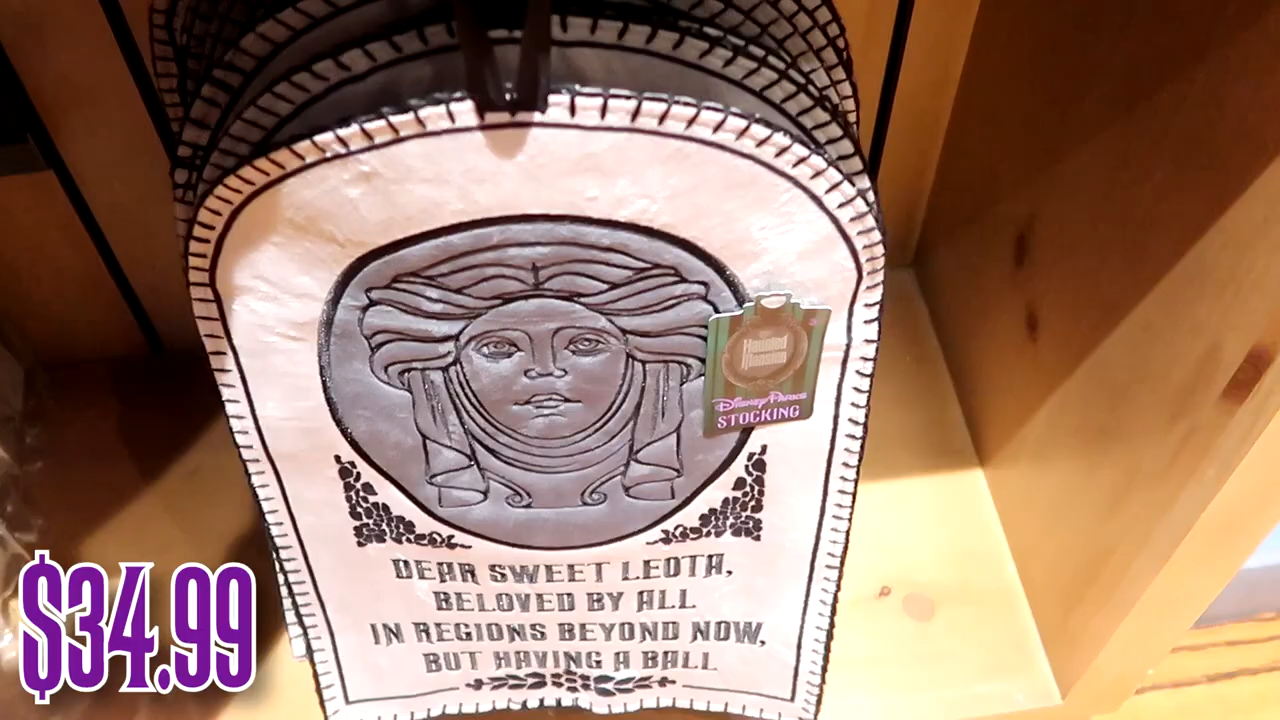 The
Haunted
Mansion
Disney Parks
STOCKING
DEAR SWEET LEOTA,
BELOVED BY ALL
IN REGIONS BEYOND NOW,
BUT HAVING A BALL
$34.99